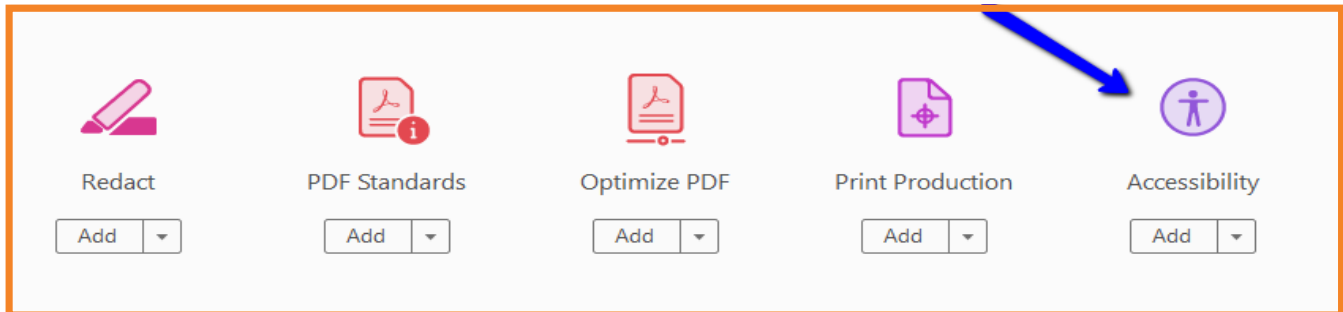 Redact PDF Standards Optimize PDF Print Production Accessibility
Add Add Add Add Add